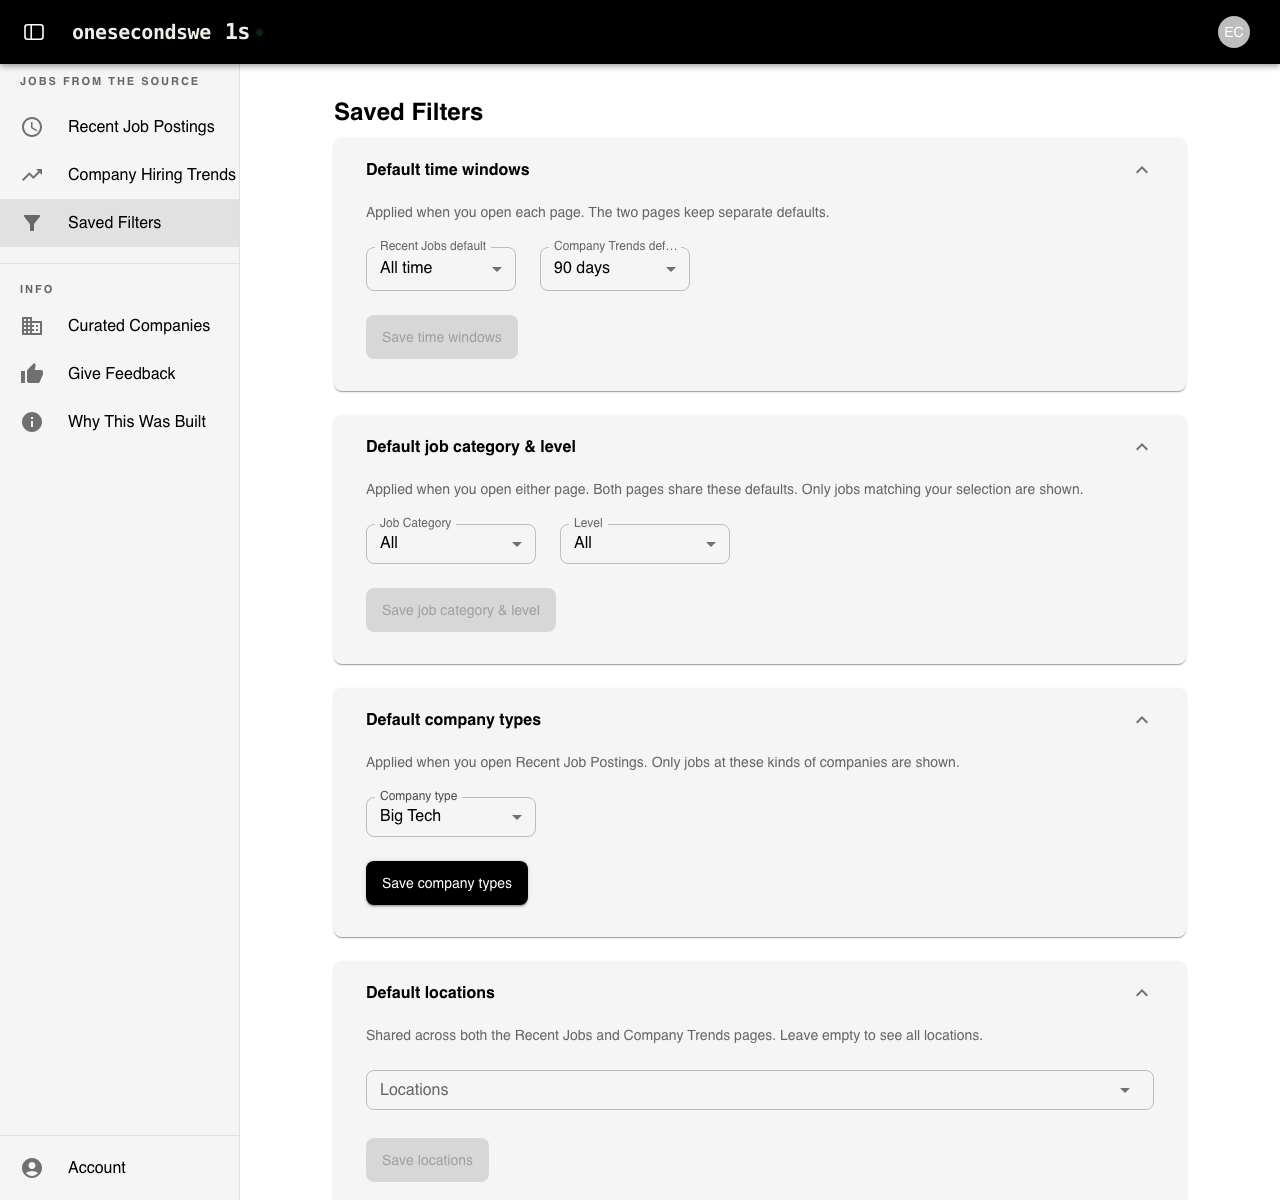 onesecondswe 1s
EC
JOBS FROM THE SOURCE
Recent Job Postings
Company Hiring Trends
Saved Filters
INFO
Curated Companies
Give Feedback
Why This Was Built
Account
Saved Filters
Default time windows
Applied when you open each page. The two pages keep separate defaults.
Recent Jobs default
All time
Company Trends def…
90 days
Save time windows
Default job category & level
Applied when you open either page. Both pages share these defaults. Only jobs matching your selection are shown.
Job Category
All
Level
All
Save job category & level
Default company types
Applied when you open Recent Job Postings. Only jobs at these kinds of companies are shown.
Company type
Big Tech
Save company types
Default locations
Shared across both the Recent Jobs and Company Trends pages. Leave empty to see all locations.
Locations
Save locations